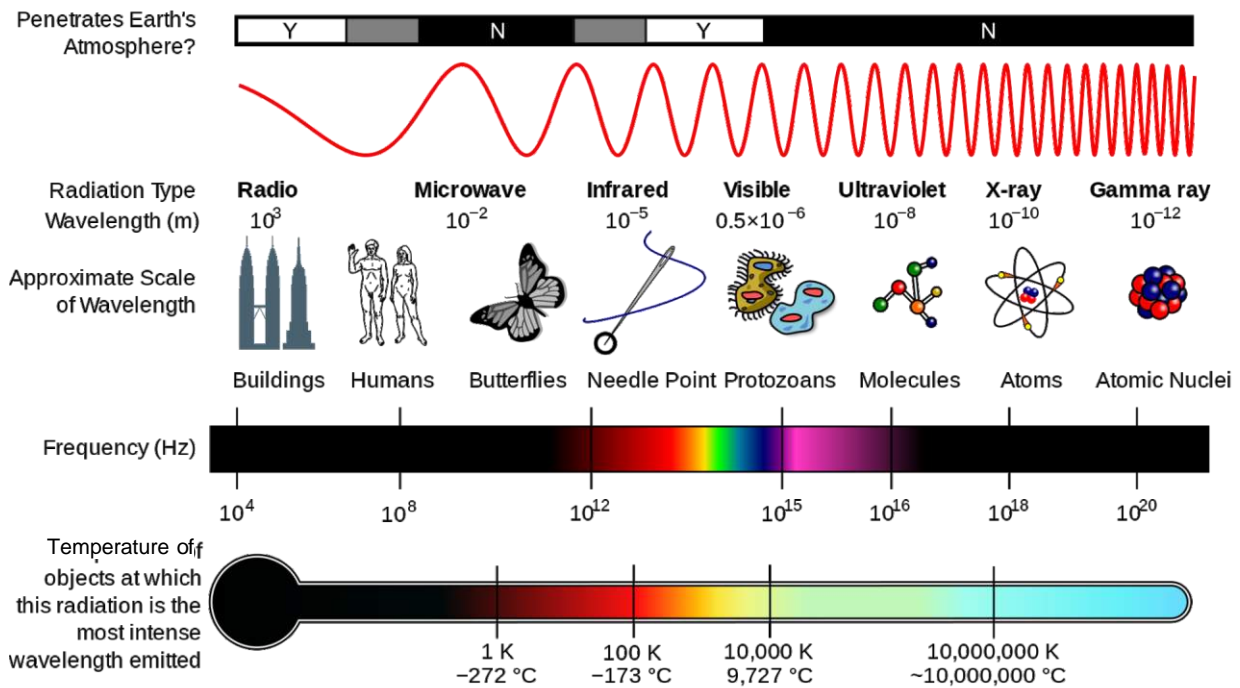 Penetrates Earth's
Atmosphere?
Y N Y N
Radiation Type
Radio Microwave Infrared Visible Ultraviolet X-ray Gamma ray
Wavelength (m)
10³ 10⁻² 10⁻⁵ 0.5×10⁻⁶ 10⁻⁸ 10⁻¹⁰ 10⁻¹²
Approximate Scale
of Wavelength
Buildings Humans Butterflies Needle Point Protozoans Molecules Atoms Atomic Nuclei
Frequency (Hz)
10⁴ 10⁸ 10¹² 10¹⁵ 10¹⁶ 10¹⁸ 10²⁰
Temperature of
objects at which
this radiation is the
most intense
wavelength emitted
1 K 100 K 10,000 K 10,000,000 K
−272 °C −173 °C 9,727 °C ~10,000,000 °C